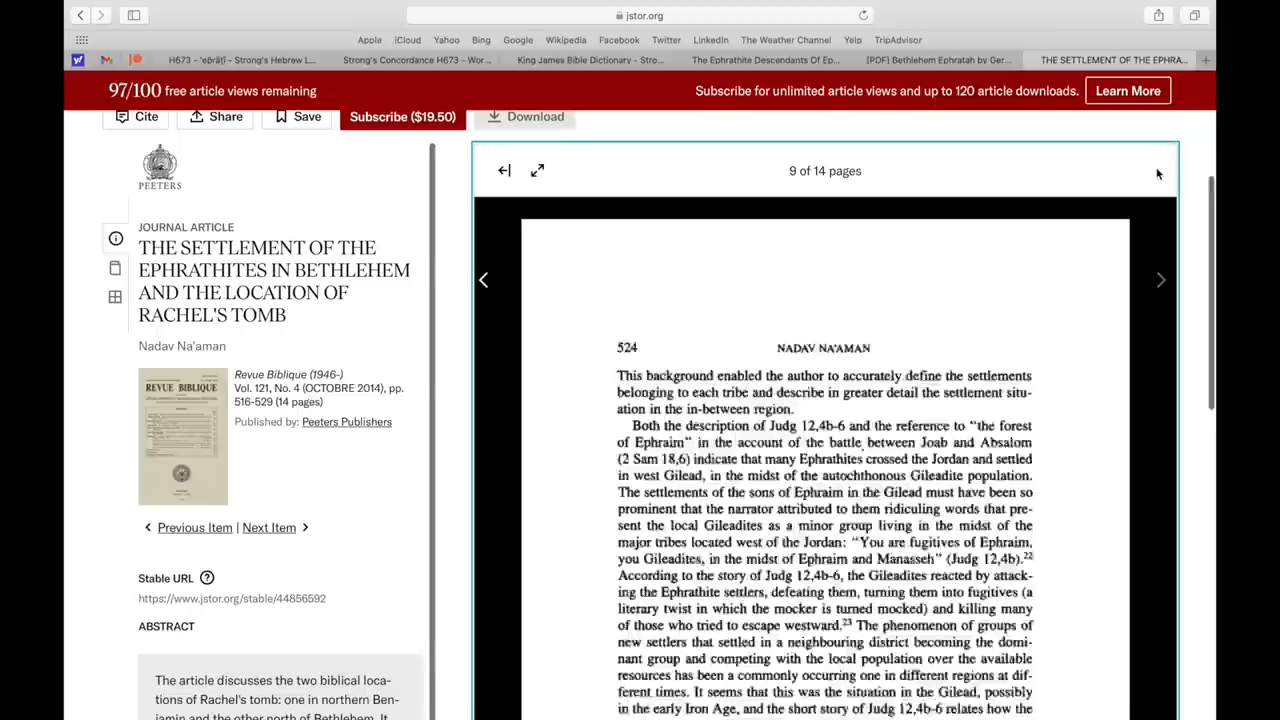 jstor.org
Apple iCloud Yahoo Bing Google Wikipedia Facebook Twitter LinkedIn The Weather Channel Yelp TripAdvisor
H673 - 'ep̄rāṯî - Strong's Hebrew L... Strong's Concordance H673 - Wor... King James Bible Dictionary - Stro... The Ephrathite Descendants Of Ep... [PDF] Bethlehem Ephratah by Ger... THE SETTLEMENT OF THE EPHRA...
97/100 free article views remaining
Subscribe for unlimited article views and up to 120 article downloads. Learn More
Cite Share Save Subscribe ($19.50) Download
PEETERS
JOURNAL ARTICLE
THE SETTLEMENT OF THE
EPHRATHITES IN BETHLEHEM
AND THE LOCATION OF
RACHEL'S TOMB
Nadav Na'aman
REVUE BIBLIQUE
Revue Biblique (1946-)
Vol. 121, No. 4 (OCTOBRE 2014), pp.
516-529 (14 pages)
Published by: Peeters Publishers
Previous Item | Next Item
Stable URL
https://www.jstor.org/stable/44856592
ABSTRACT
The article discusses the two biblical loca-
tions of Rachel's tomb: one in northern Ben-
jamin and the other north of Bethlehem. It
9 of 14 pages
524 NADAV NA'AMAN
This background enabled the author to accurately define the settlements
belonging to each tribe and describe in greater detail the settlement situ-
ation in the in-between region.
Both the description of Judg 12,4b-6 and the reference to "the forest
of Ephraim" in the account of the battle between Joab and Absalom
(2 Sam 18,6) indicate that many Ephrathites crossed the Jordan and settled
in west Gilead, in the midst of the autochthonous Gileadite population.
The settlements of the sons of Ephraim in the Gilead must have been so
prominent that the narrator attributed to them ridiculing words that pre-
sent the local Gileadites as a minor group living in the midst of the
major tribes located west of the Jordan: "You are fugitives of Ephraim,
you Gileadites, in the midst of Ephraim and Manasseh" (Judg 12,4b).22
According to the story of Judg 12,4b-6, the Gileadites reacted by attack-
ing the Ephrathite settlers, defeating them, turning them into fugitives (a
literary twist in which the mocker is turned mocked) and killing many
of those who tried to escape westward.23 The phenomenon of groups of
new settlers that settled in a neighbouring district becoming the domi-
nant group and competing with the local population over the available
resources has been a commonly occurring one in different regions at dif-
ferent times. It seems that this was the situation in the Gilead, possibly
in the early Iron Age, and the short story of Judg 12,4b-6 relates how the